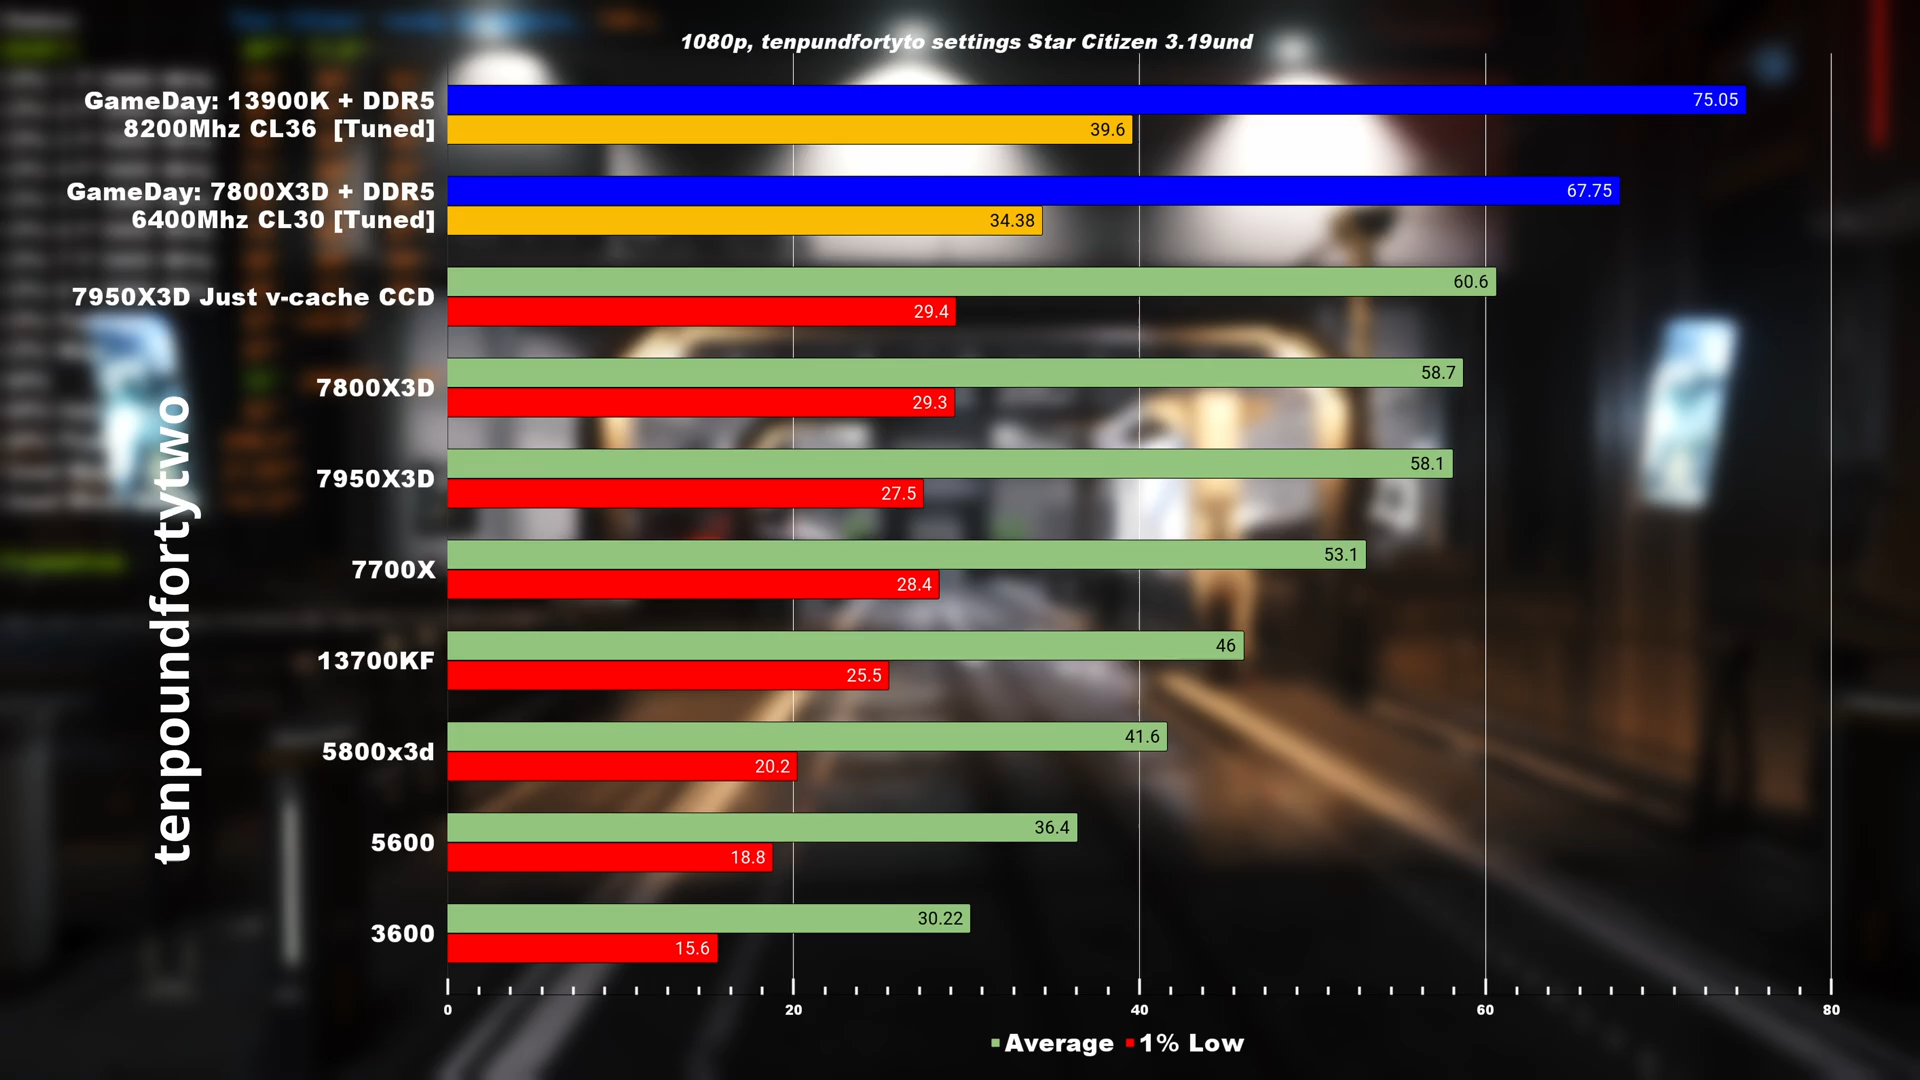 1080p, tenpundfortyto settings Star Citizen 3.19und
GameDay: 13900K + DDR5
8200Mhz CL36 [Tuned]
75.05
39.6
GameDay: 7800X3D + DDR5
6400Mhz CL30 [Tuned]
67.75
34.38
7950X3D Just v-cache CCD
60.6
29.4
7800X3D
58.7
29.3
7950X3D
58.1
27.5
7700X
53.1
28.4
13700KF
46
25.5
5800x3d
41.6
20.2
5600
36.4
18.8
3600
30.22
15.6
tenpoundfortytwo
0 20 40 60 80
Average 1% Low